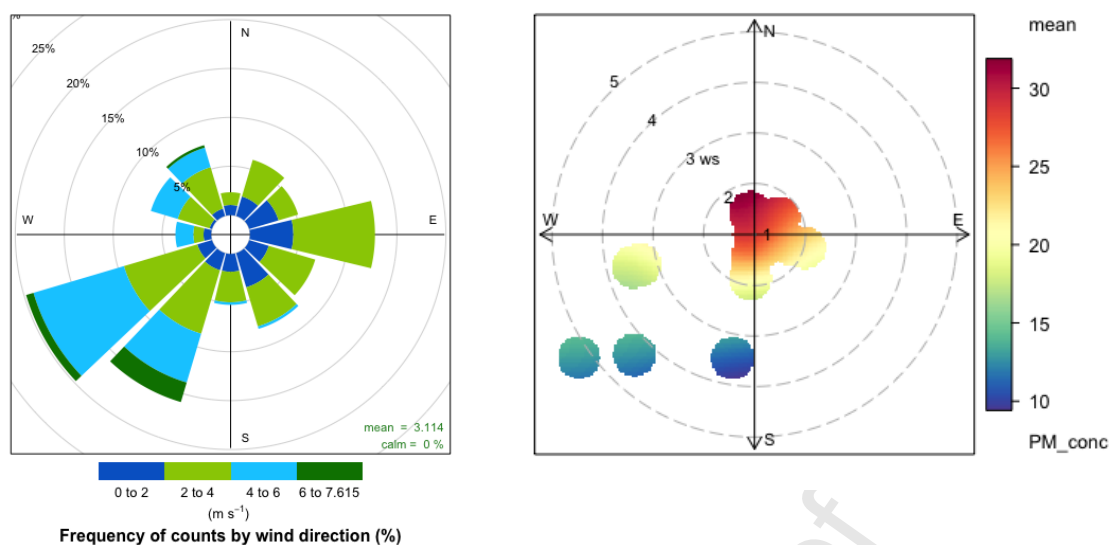 %
25%
20%
15%
10%
5%
N
W
E
S
mean = 3.114
calm = 0 %
0 to 2
2 to 4
4 to 6
6 to 7.615
(m s⁻¹)
Frequency of counts by wind direction (%)
5
4
3 ws
2
1
N
W
E
S
mean
30
25
20
15
10
PM_conc
f